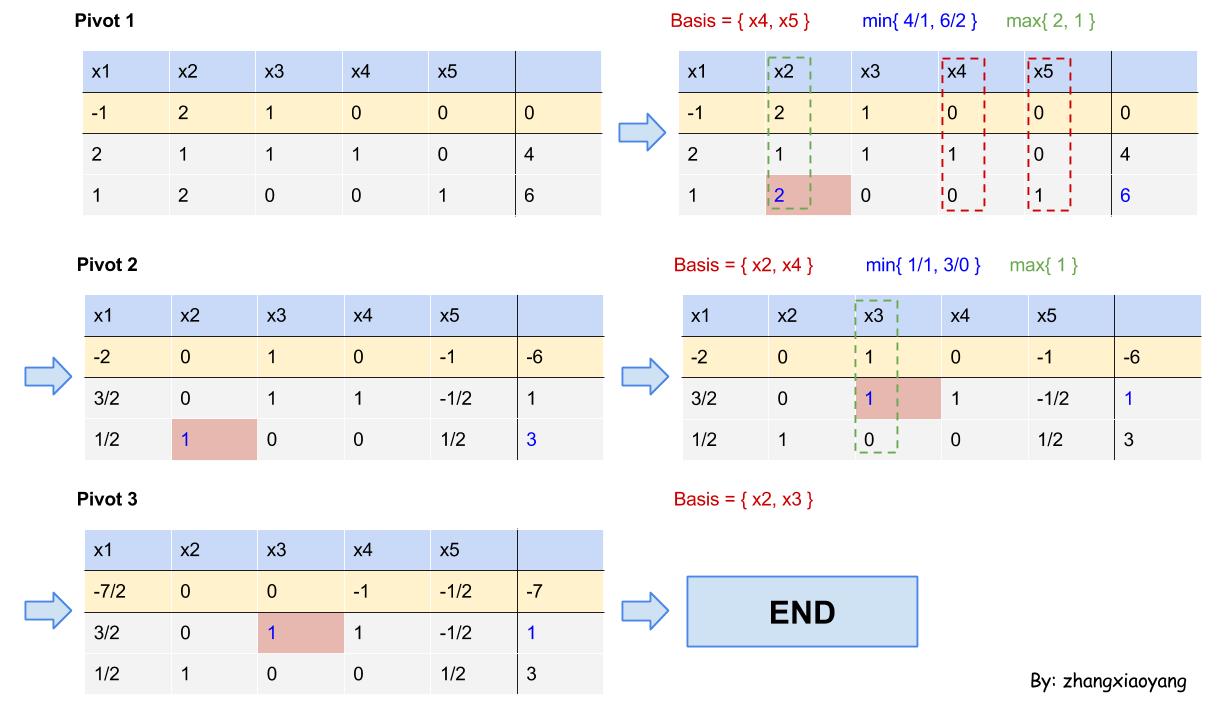 Pivot 1
Basis = { x4, x5 } min{ 4/1, 6/2 } max{ 2, 1 }
x1 x2 x3 x4 x5
-1 2 1 0 0 0
2 1 1 1 0 4
1 2 0 0 1 6
x1 x2 x3 x4 x5
-1 2 1 0 0 0
2 1 1 1 0 4
1 2 0 0 1 6
Pivot 2
Basis = { x2, x4 } min{ 1/1, 3/0 } max{ 1 }
x1 x2 x3 x4 x5
-2 0 1 0 -1 -6
3/2 0 1 1 -1/2 1
1/2 1 0 0 1/2 3
x1 x2 x3 x4 x5
-2 0 1 0 -1 -6
3/2 0 1 1 -1/2 1
1/2 1 0 0 1/2 3
Pivot 3
Basis = { x2, x3 }
x1 x2 x3 x4 x5
-7/2 0 0 -1 -1/2 -7
3/2 0 1 1 -1/2 1
1/2 1 0 0 1/2 3
END
By: zhangxiaoyang